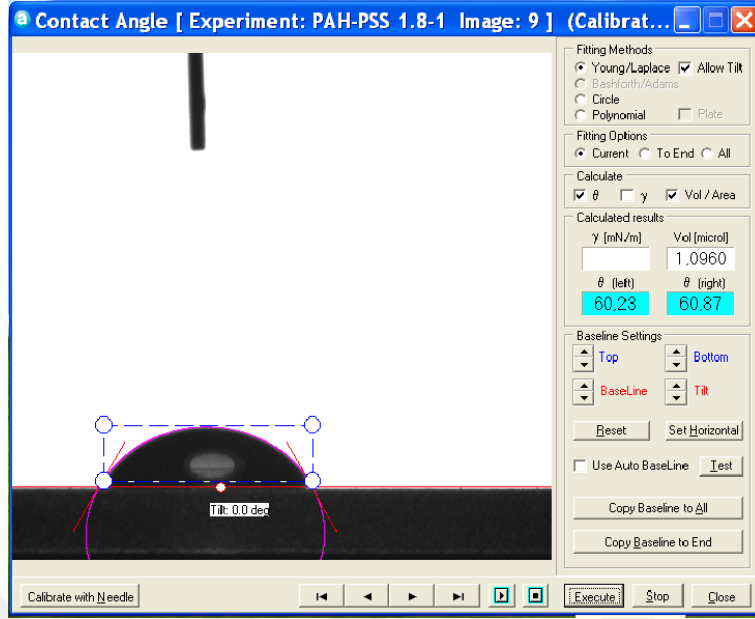 a Contact Angle [ Experiment: PAH-PSS 1.8-1 Image: 9 ] (Calibrat...
Fitting Methods
Young/Laplace Allow Tilt
Bashforth/Adams
Circle
Polynomial Plate
Fitting Options
Current To End All
Calculate
θ γ Vol / Area
Calculated results
γ [mN/m] Vol [microl]
1,0960
θ (left) θ (right)
60,23 60,87
Baseline Settings
Top Bottom
BaseLine Tilt
Reset Set Horizontal
Use Auto BaseLine Test
Tilt: 0.0 deg
Copy Baseline to All
Copy Baseline to End
Calibrate with Needle Execute Stop Close